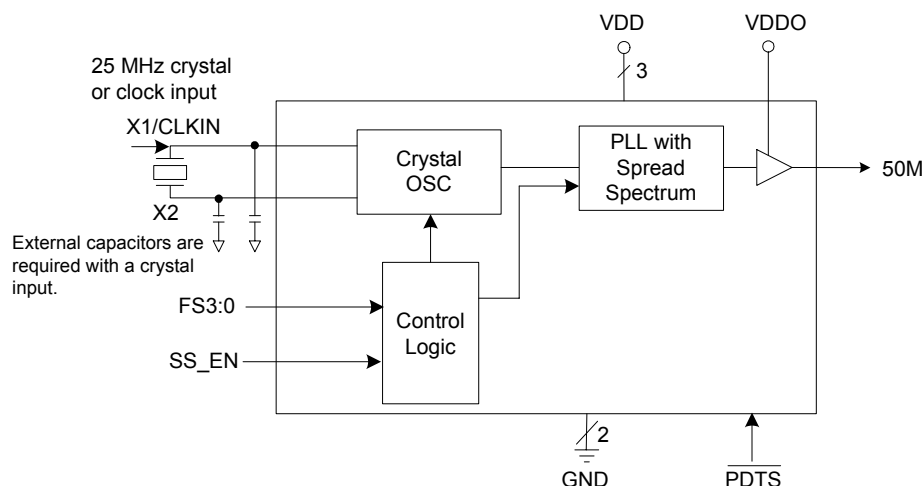 VDD
VDDO
3
25 MHz crystal
or clock input
X1/CLKIN
X2
External capacitors are
required with a crystal
input.
Crystal
OSC
PLL with
Spread
Spectrum
50M
FS3:0
SS_EN
Control
Logic
2
GND
PDTS